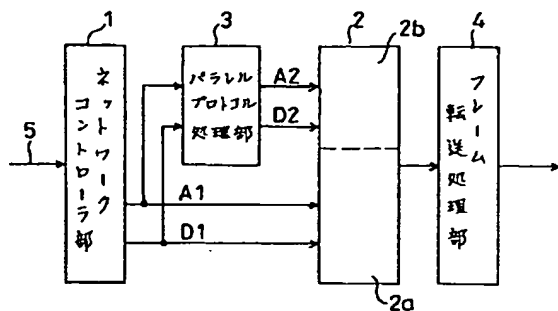 1
ネットワーク
コントローラ部
3
パラレル
プロトコル
処理部
2
2b
2a
4
フレーム
転送処理部
5
A2
D2
A1
D1